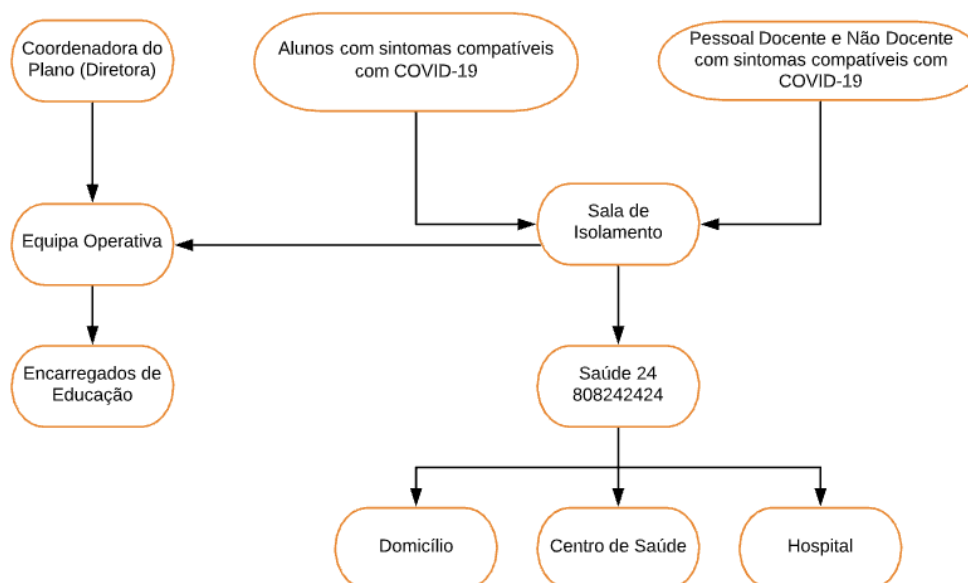 Coordenadora do
Plano (Diretora)
Alunos com sintomas compatíveis
com COVID-19
Pessoal Docente e Não Docente
com sintomas compatíveis com
COVID-19
Equipa Operativa
Sala de
Isolamento
Encarregados de
Educação
Saúde 24
808242424
Domicílio
Centro de Saúde
Hospital